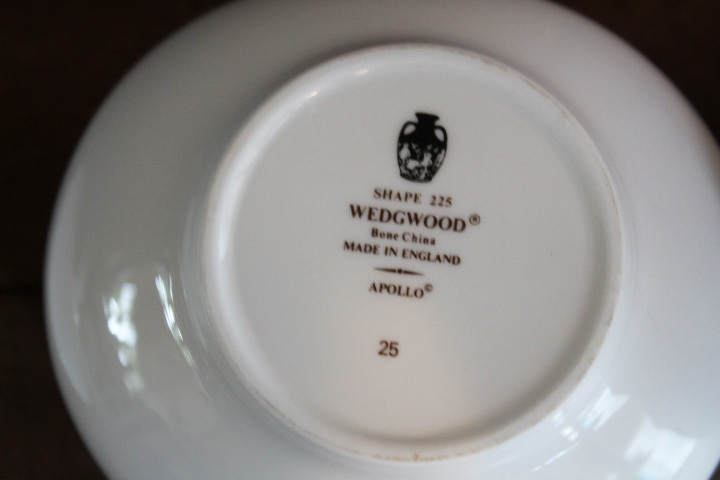 SHAPE 225
WEDGWOOD®
Bone China
MADE IN ENGLAND
APOLLO©
25